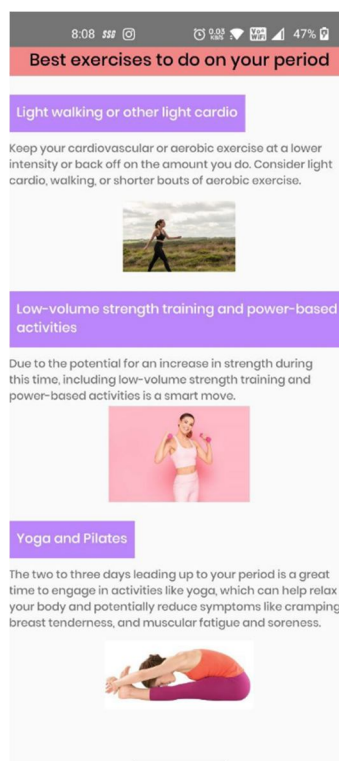 8:08
0.03
KB/S
Vo
WiFi
47%
Best exercises to do on your period
Light walking or other light cardio
Keep your cardiovascular or aerobic exercise at a lower
intensity or back off on the amount you do. Consider light
cardio, walking, or shorter bouts of aerobic exercise.
Low-volume strength training and power-based
activities
Due to the potential for an increase in strength during
this time, including low-volume strength training and
power-based activities is a smart move.
Yoga and Pilates
The two to three days leading up to your period is a great
time to engage in activities like yoga, which can help relax
your body and potentially reduce symptoms like cramping
breast tenderness, and muscular fatigue and soreness.